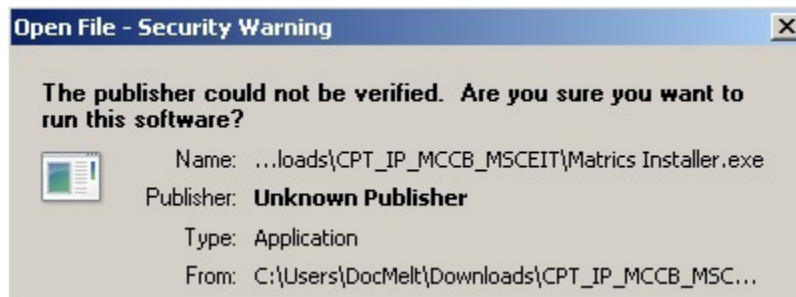 Open File - Security Warning
The publisher could not be verified. Are you sure you want to
run this software?
Name: ...loads\CPT_IP_MCCB_MSCEIT\Matrics Installer.exe
Publisher: Unknown Publisher
Type: Application
From: C:\Users\DocMelt\Downloads\CPT_IP_MCCB_MSC...